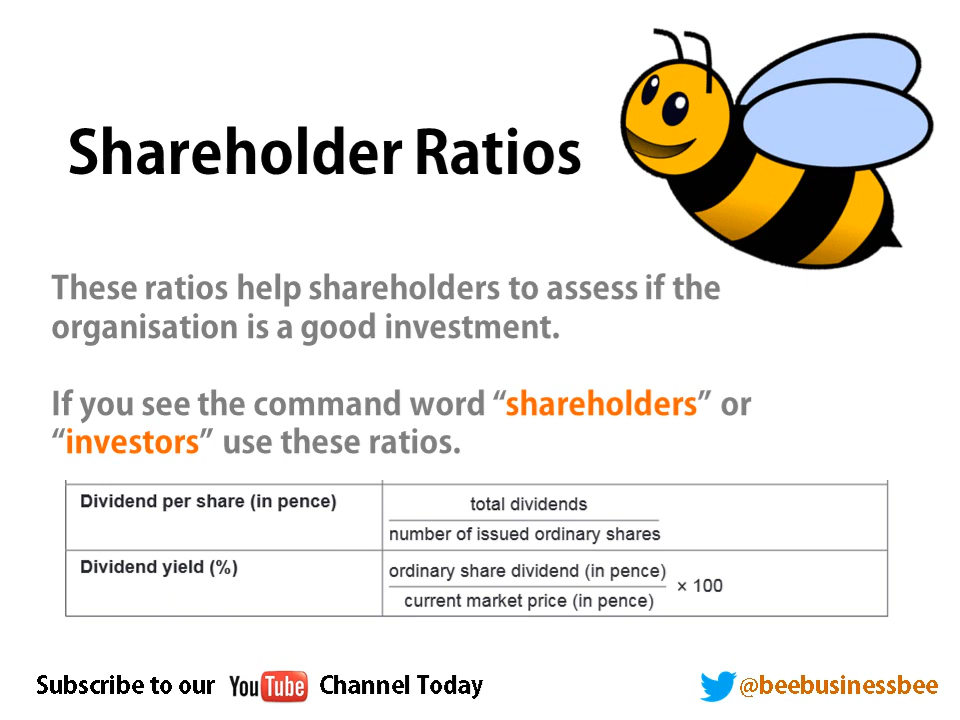 Shareholder Ratios
These ratios help shareholders to assess if the
organisation is a good investment.
If you see the command word “shareholders” or
“investors” use these ratios.
Dividend per share (in pence)
total dividends
number of issued ordinary shares
Dividend yield (%)
ordinary share dividend (in pence)
current market price (in pence)
× 100
Subscribe to our YouTube Channel Today
@beebusinessbee